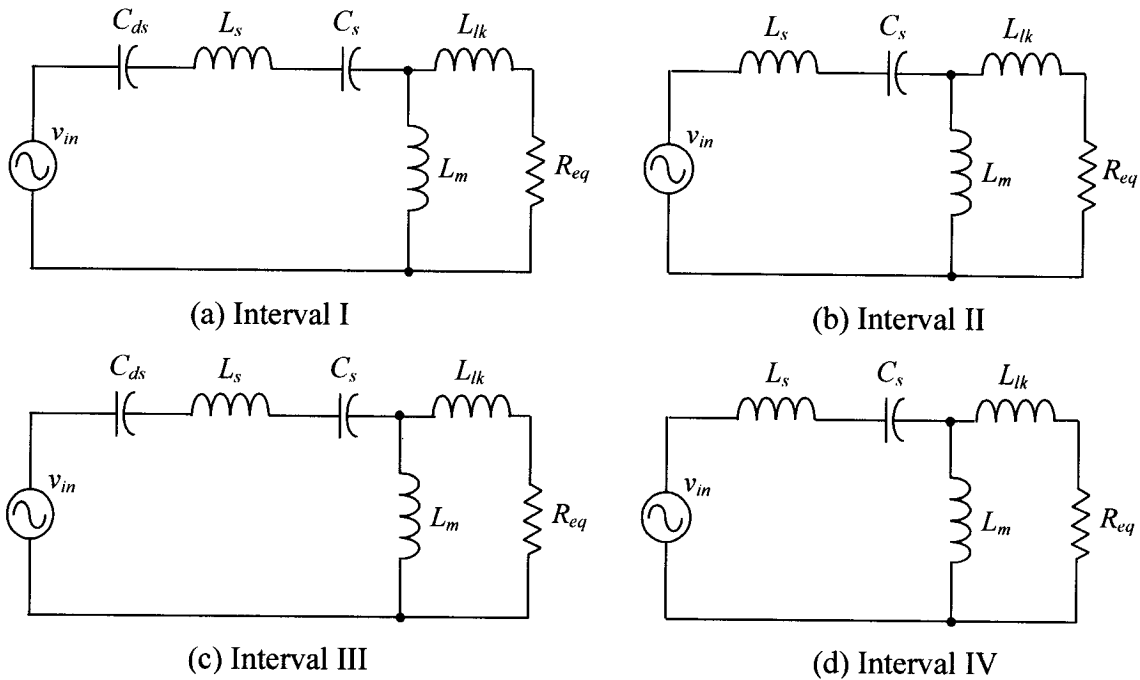 C_ds L_s C_s L_lk
v_in
L_m
R_eq
(a) Interval I
L_s C_s L_lk
v_in
L_m
R_eq
(b) Interval II
C_ds L_s C_s L_lk
v_in
L_m
R_eq
(c) Interval III
L_s C_s L_lk
v_in
L_m
R_eq
(d) Interval IV